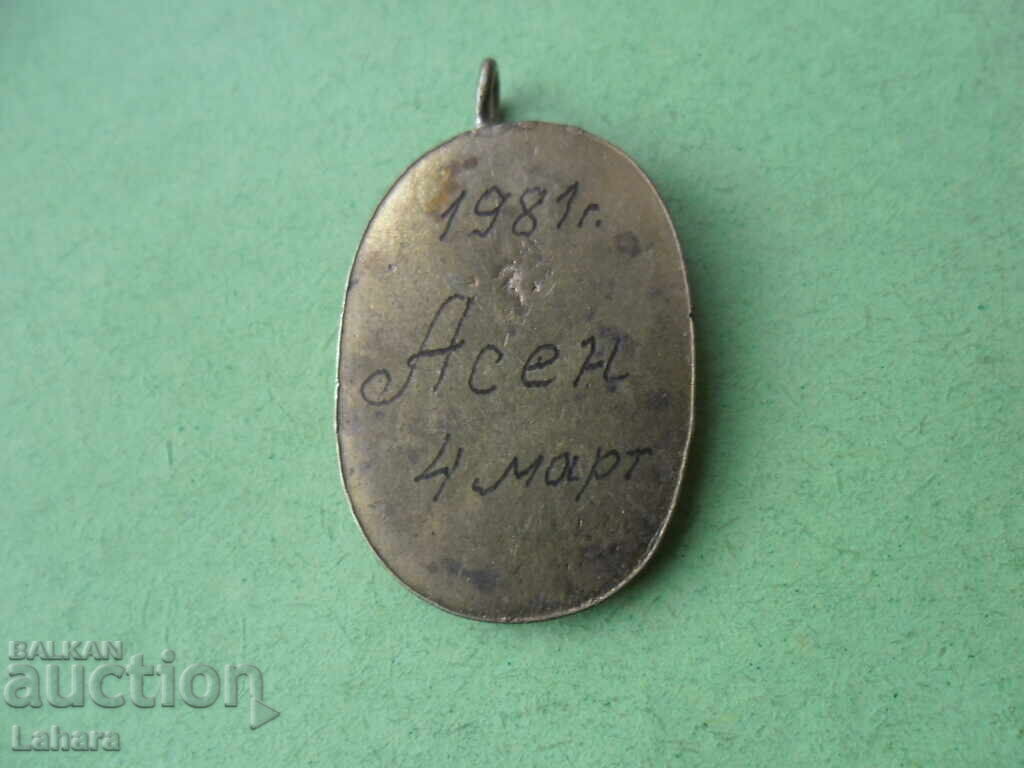 1981г.
Асен
4 март
BALKAN
auction
Lahara